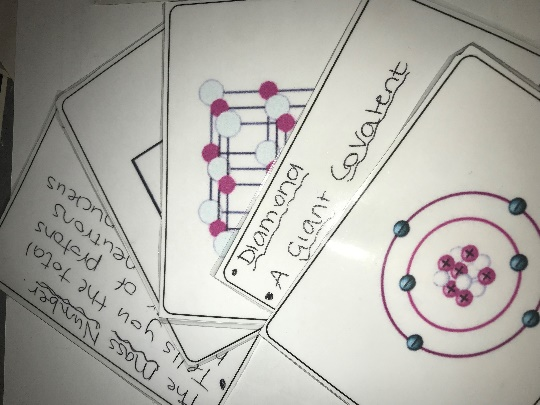 • Diamond
• A Giant Covalent
• The Mass Number
Tells you the total
of protons
neutrons
nucleus